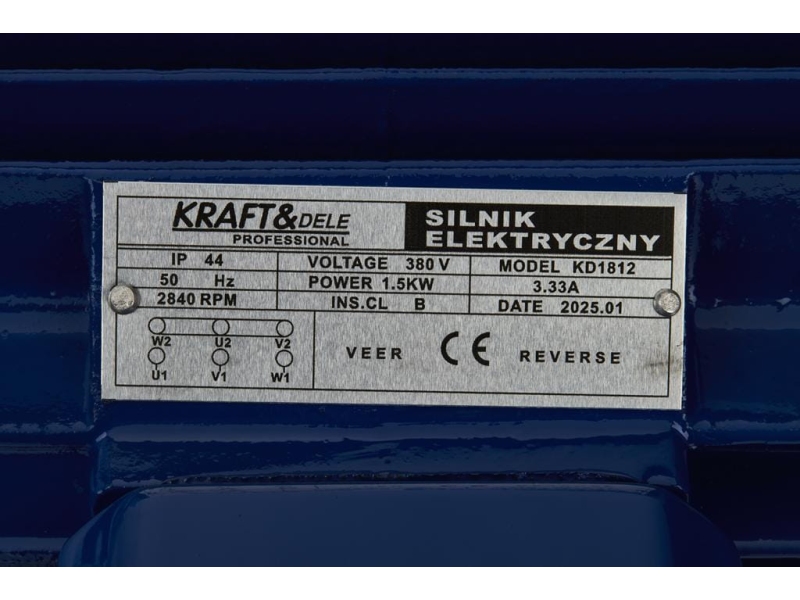 KRAFT&DELE
PROFESSIONAL
SILNIK
ELEKTRYCZNY
IP 44 VOLTAGE 380 V MODEL KD1812
50 Hz POWER 1.5KW 3.33A
2840 RPM INS.CL B DATE 2025.01
W2 U2 V2
U1 V1 W1
VEER CE REVERSE